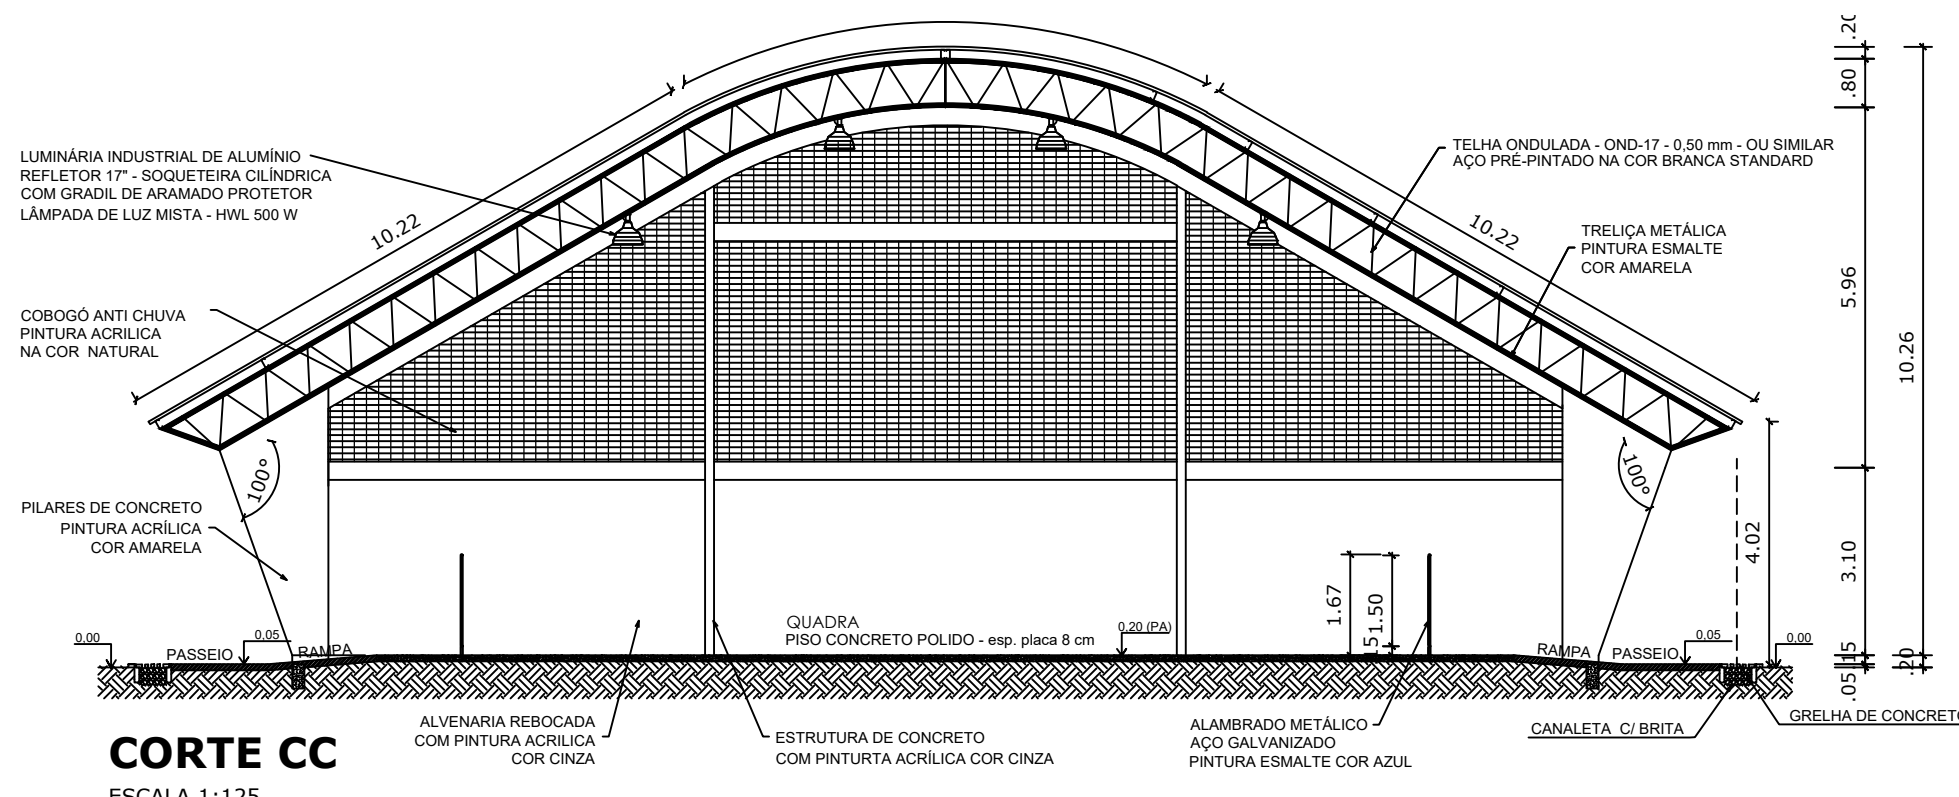 .20
.80
5.96
10.26
3.10
.15
.05
.20
4.02
LUMINÁRIA INDUSTRIAL DE ALUMÍNIO
REFLETOR 17" - SOQUETEIRA CILÍNDRICA
COM GRADIL DE ARAMADO PROTETOR
LÂMPADA DE LUZ MISTA - HWL 500 W
10.22
10.22
TELHA ONDULADA - OND-17 - 0,50 mm - OU SIMILAR
AÇO PRÉ-PINTADO NA COR BRANCA STANDARD
TRELIÇA METÁLICA
PINTURA ESMALTE
COR AMARELA
COBOGÓ ANTI CHUVA
PINTURA ACRILICA
NA COR NATURAL
100°
100°
PILARES DE CONCRETO
PINTURA ACRÍLICA
COR AMARELA
1.67
1.50
QUADRA
PISO CONCRETO POLIDO - esp. placa 8 cm
0,20 (PA)
0,00
PASSEIO
0,05
RAMPA
RAMPA
PASSEIO
0,05
0,00
ALVENARIA REBOCADA
COM PINTURA ACRILICA
COR CINZA
ESTRUTURA DE CONCRETO
COM PINTURTA ACRÍLICA COR CINZA
ALAMBRADO METÁLICO
AÇO GALVANIZADO
PINTURA ESMALTE COR AZUL
CANALETA C/ BRITA
GRELHA DE CONCRETO
CORTE CC
ESCALA 1:125